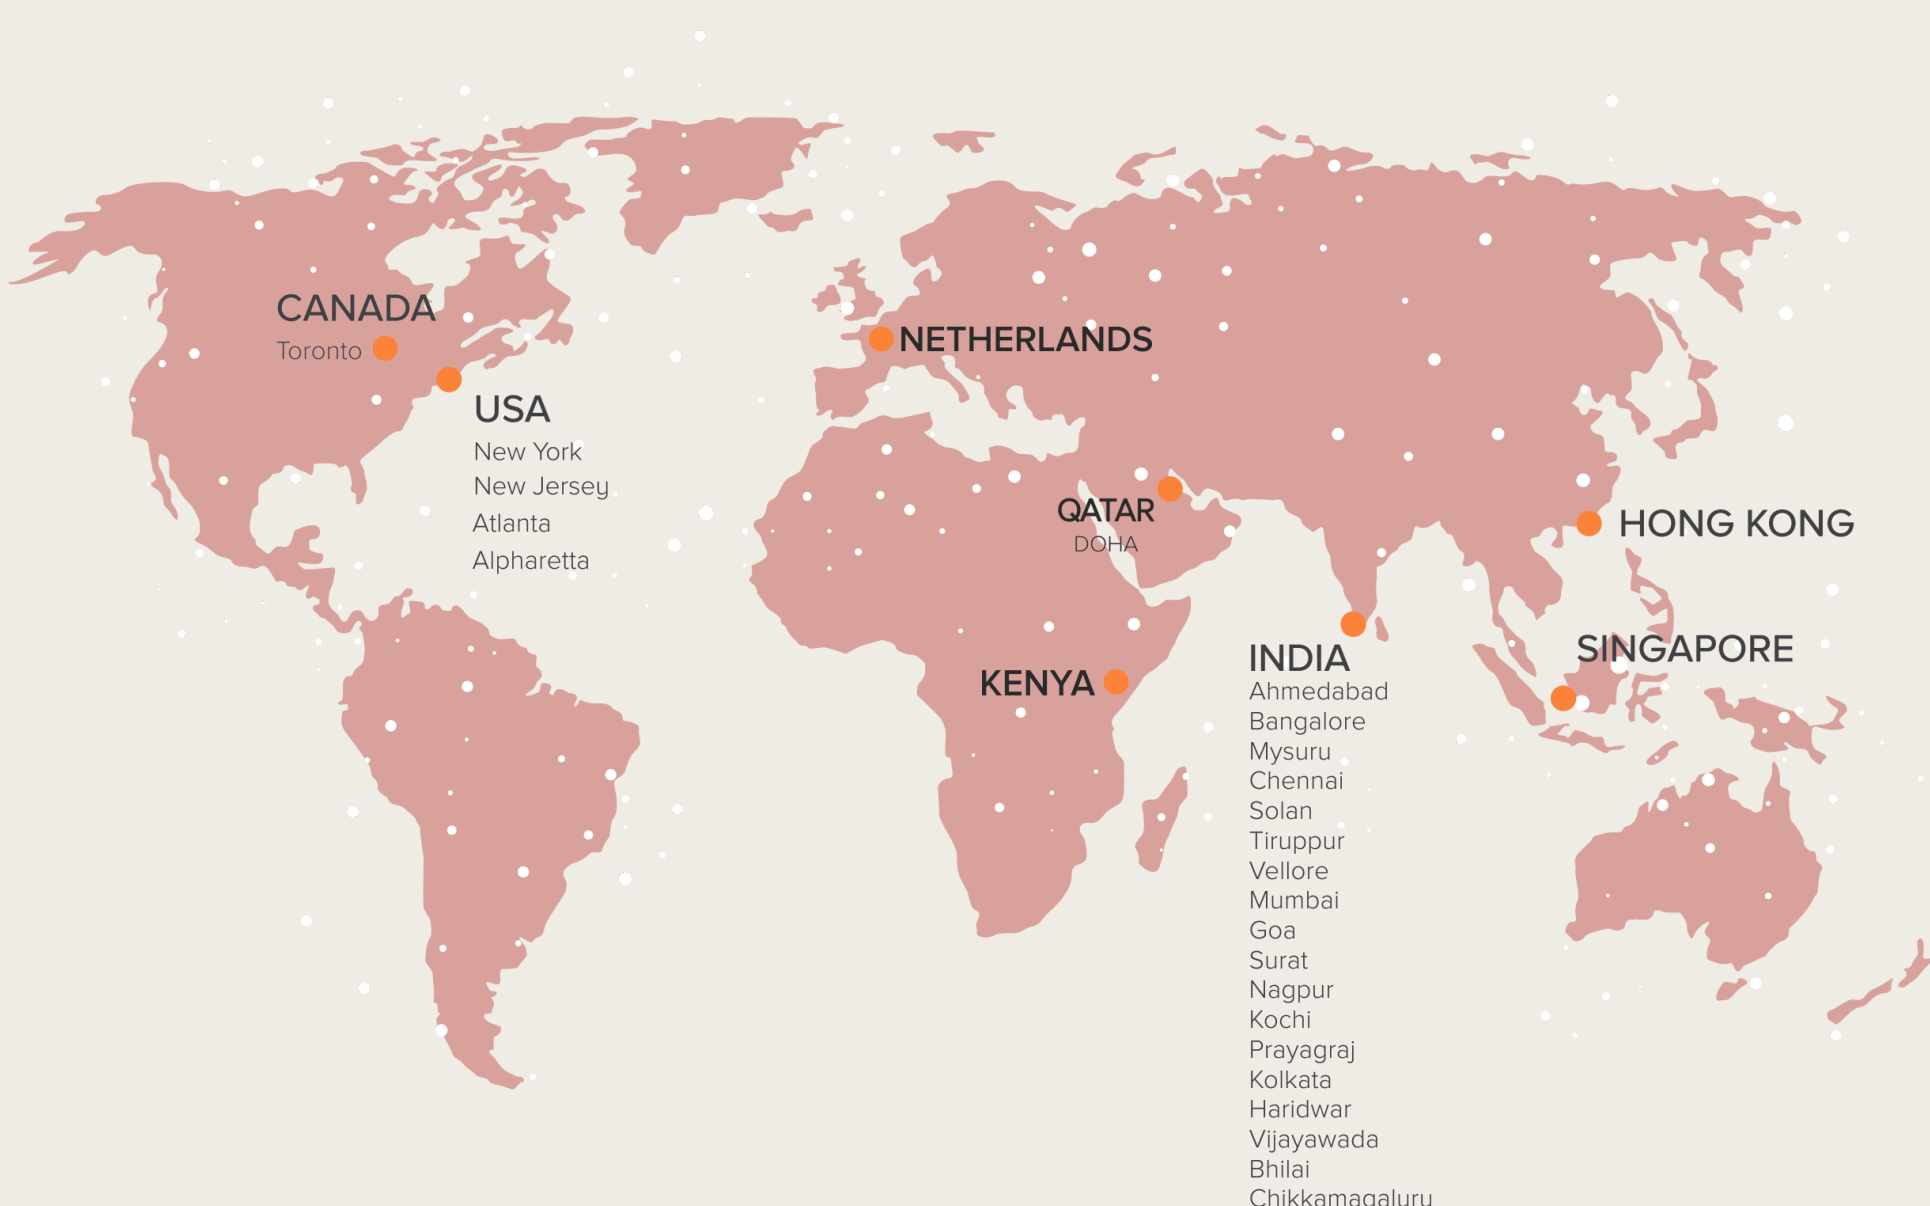 CANADA
Toronto
USA
New York
New Jersey
Atlanta
Alpharetta
NETHERLANDS
QATAR
DOHA
KENYA
INDIA
Ahmedabad
Bangalore
Mysuru
Chennai
Solan
Tiruppur
Vellore
Mumbai
Goa
Surat
Nagpur
Kochi
Prayagraj
Kolkata
Haridwar
Vijayawada
Bhilai
Chikkamagaluru
HONG KONG
SINGAPORE